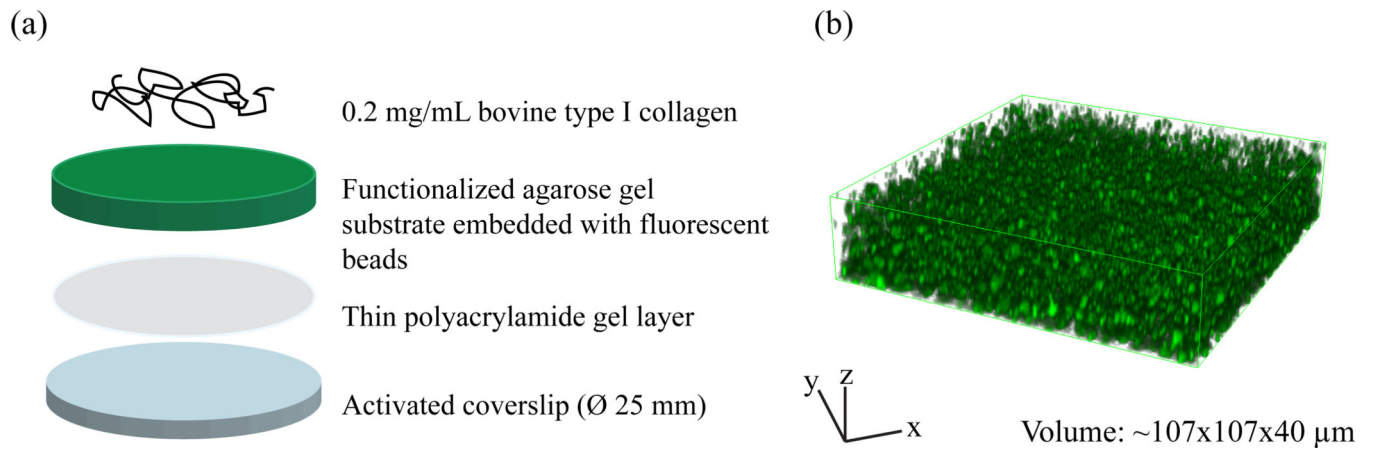 (a)
0.2 mg/mL bovine type I collagen
Functionalized agarose gel
substrate embedded with fluorescent
beads
Thin polyacrylamide gel layer
Activated coverslip (Ø 25 mm)
(b)
y
z
x
Volume: ~107x107x40 µm